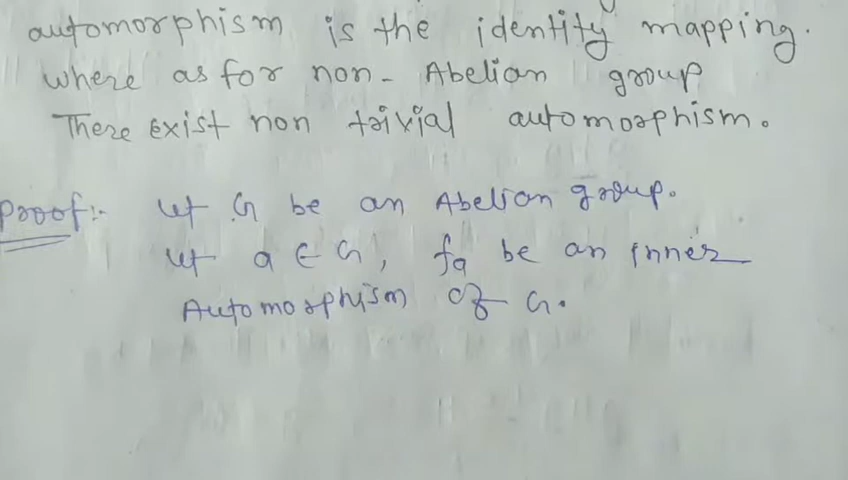 automorphism is the identity mapping.
where as for non- Abelian group
There exist non trivial automorphism.
Proof:- let G be an Abelian group.
let a ∈ G, fa be an inner
Automorphism of G.